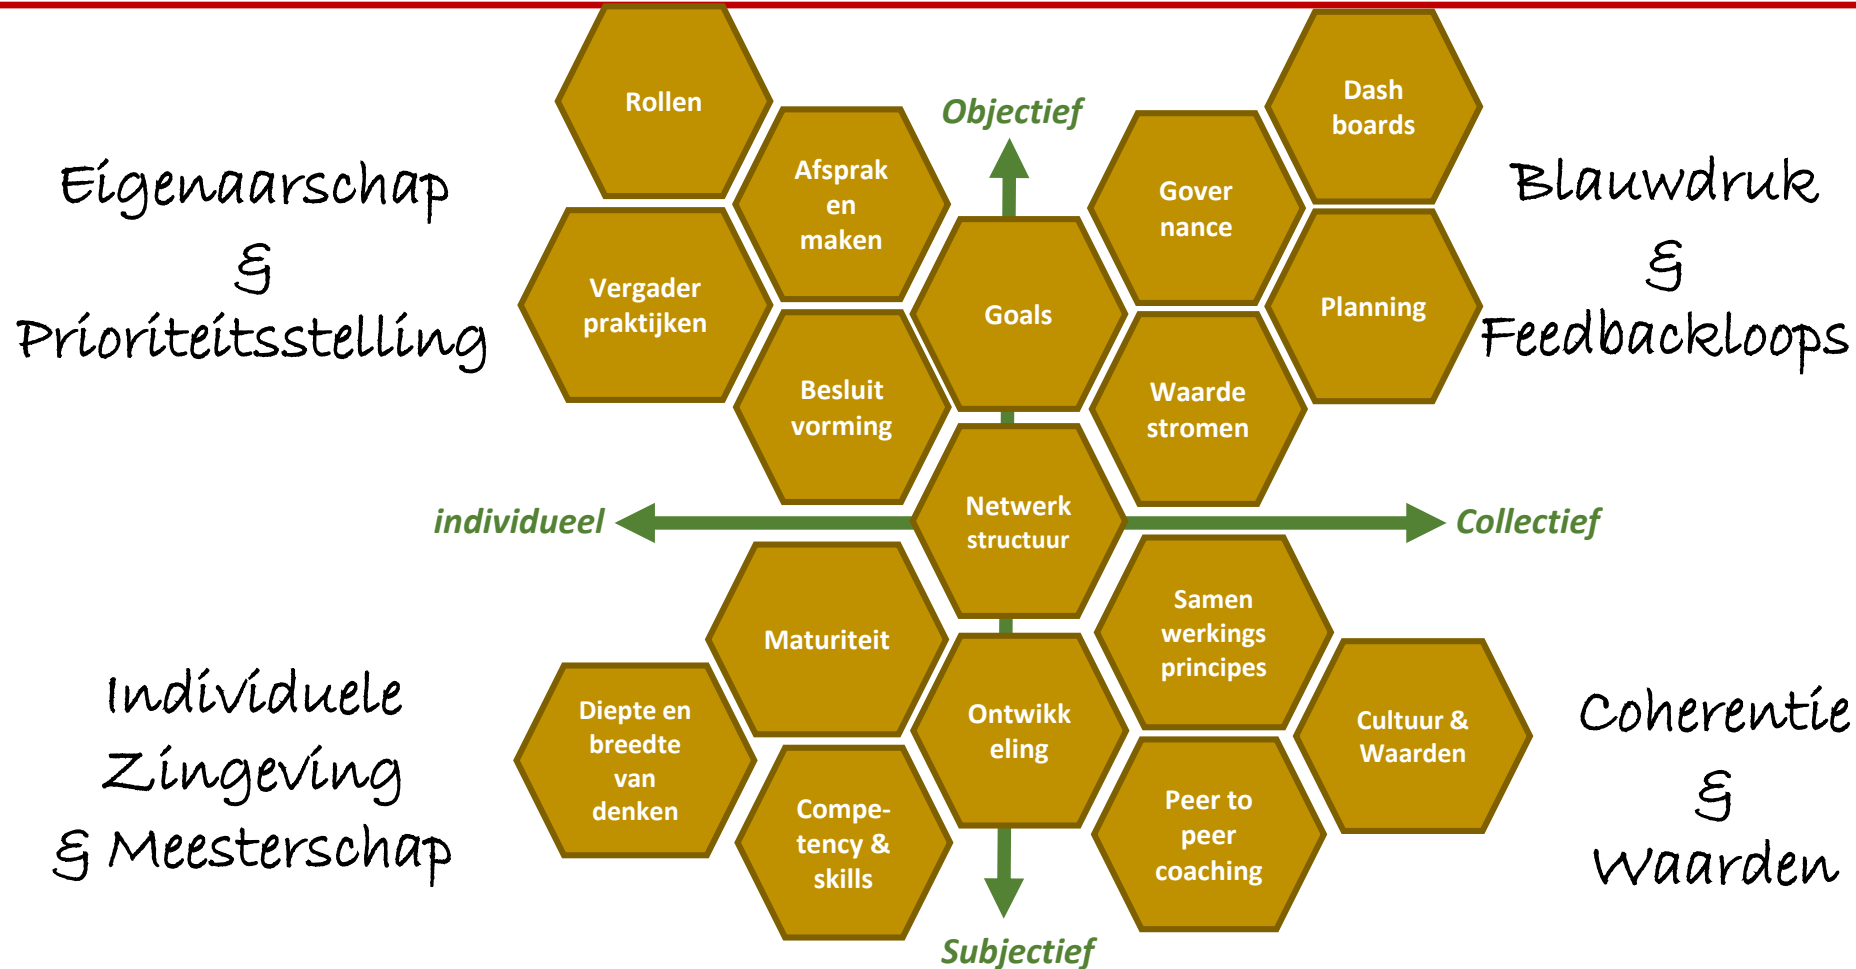 Eigenaarschap
&
Prioriteitsstelling
Rollen
Afsprak
en
maken
Vergader
praktijken
Besluit
vorming
Objectief
Goals
Gover
nance
Dash
boards
Planning
Waarde
stromen
Blauwdruk
&
Feedbackloops
individueel
Netwerk
structuur
Collectief
Individuele
Zingeving
& Meesterschap
Maturiteit
Diepte en
breedte
van
denken
Compe-
tency &
skills
Ontwikk
eling
Subjectief
Samen
werkings
principes
Peer to
peer
coaching
Cultuur &
Waarden
Coherentie
&
Waarden